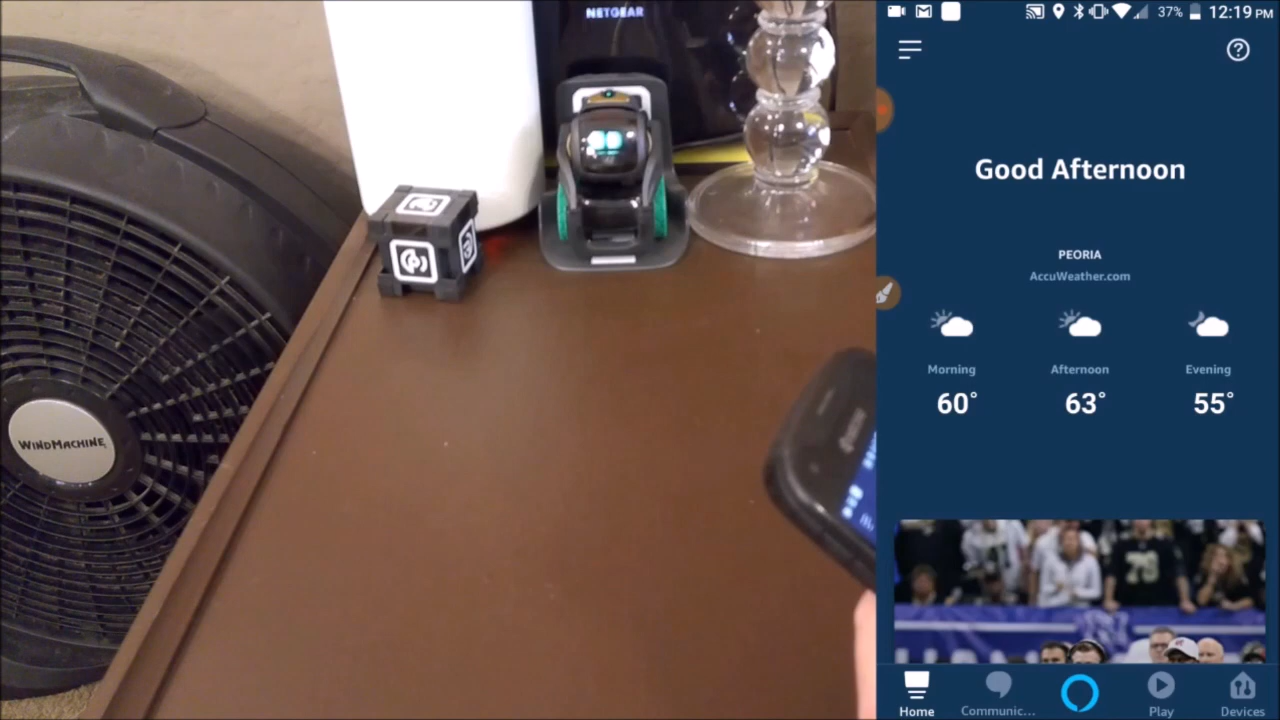 NETGEAR
WINDMACHINE
37% 12:19 PM
Good Afternoon
PEORIA
AccuWeather.com
Morning Afternoon Evening
60° 63° 55°
79
Home Communic... Play Devices